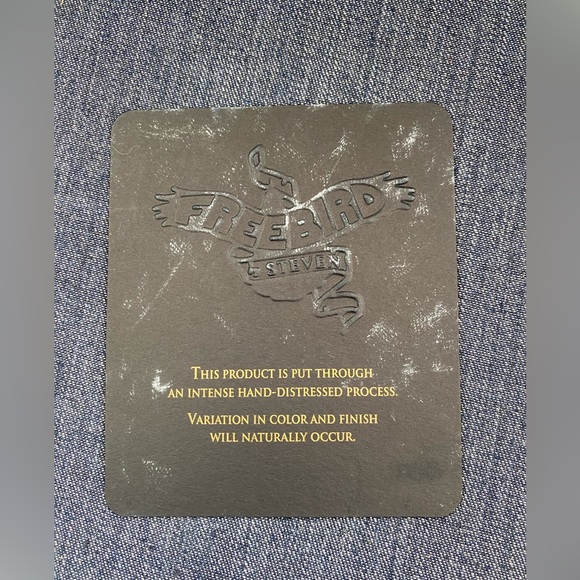 FREEBIRD
STEVEN
THIS PRODUCT IS PUT THROUGH
AN INTENSE HAND-DISTRESSED PROCESS.
VARIATION IN COLOR AND FINISH
WILL NATURALLY OCCUR.